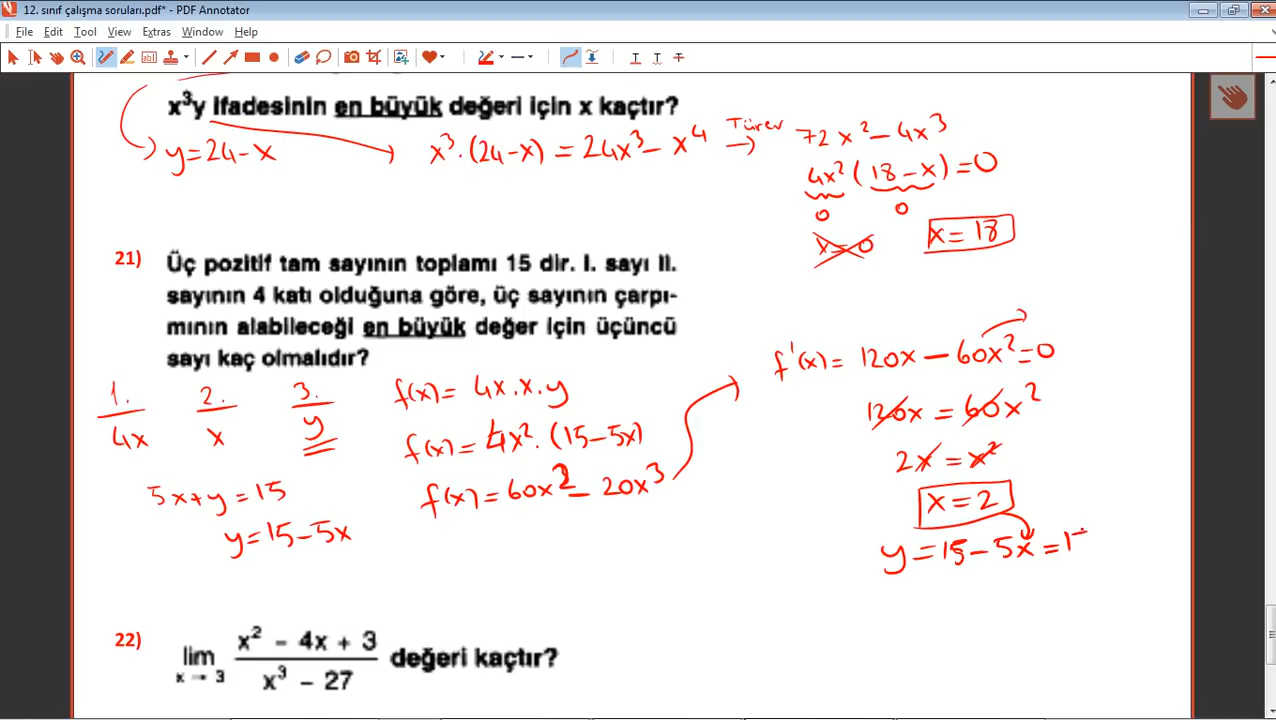 12. sınıf çalışma soruları.pdf* - PDF Annotator
File Edit Tool View Extras Window Help
x³y ifadesinin en büyük değeri için x kaçtır?
y=24-x
x³.(24-x) = 24x³ - x⁴
Türev
72x² - 4x³
4x²(18-x)=0
0 0
x=0
x=18
21) Üç pozitif tam sayının toplamı 15 dir. I. sayı II.
sayının 4 katı olduğuna göre, üç sayının çarpı-
mının alabileceği en büyük değer için üçüncü
sayı kaç olmalıdır?
1. 2. 3.
4x x y
5x+y=15
y=15-5x
f(x)= 4x.x.y
f(x)= 4x².(15-5x)
f(x)= 60x² - 20x³
f'(x)= 120x - 60x²=0
120x = 60x²
2x = x²
x=2
y=15-5x=1
22) lim x→3 x² - 4x + 3 / x³ - 27 değeri kaçtır?